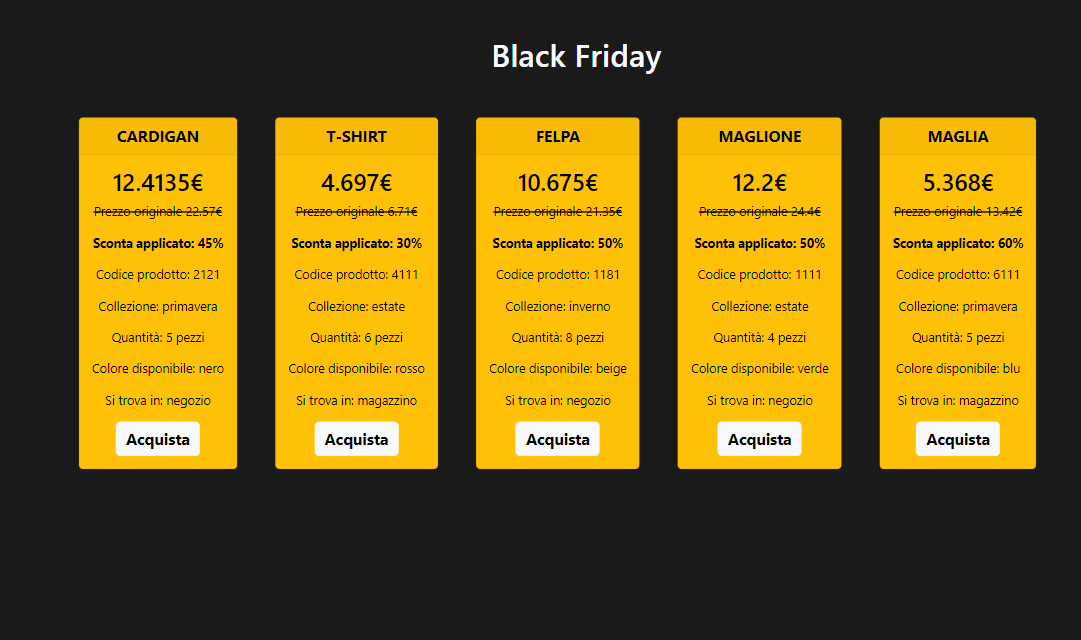 Black Friday
CARDIGAN
12.4135€
Prezzo originale 22.57€
Sconta applicato: 45%
Codice prodotto: 2121
Collezione: primavera
Quantità: 5 pezzi
Colore disponibile: nero
Si trova in: negozio
Acquista
T-SHIRT
4.697€
Prezzo originale 6.71€
Sconta applicato: 30%
Codice prodotto: 4111
Collezione: estate
Quantità: 6 pezzi
Colore disponibile: rosso
Si trova in: magazzino
Acquista
FELPA
10.675€
Prezzo originale 21.35€
Sconta applicato: 50%
Codice prodotto: 1181
Collezione: inverno
Quantità: 8 pezzi
Colore disponibile: beige
Si trova in: negozio
Acquista
MAGLIONE
12.2€
Prezzo originale 24.4€
Sconta applicato: 50%
Codice prodotto: 1111
Collezione: estate
Quantità: 4 pezzi
Colore disponibile: verde
Si trova in: negozio
Acquista
MAGLIA
5.368€
Prezzo originale 13.42€
Sconta applicato: 60%
Codice prodotto: 6111
Collezione: primavera
Quantità: 5 pezzi
Colore disponibile: blu
Si trova in: magazzino
Acquista